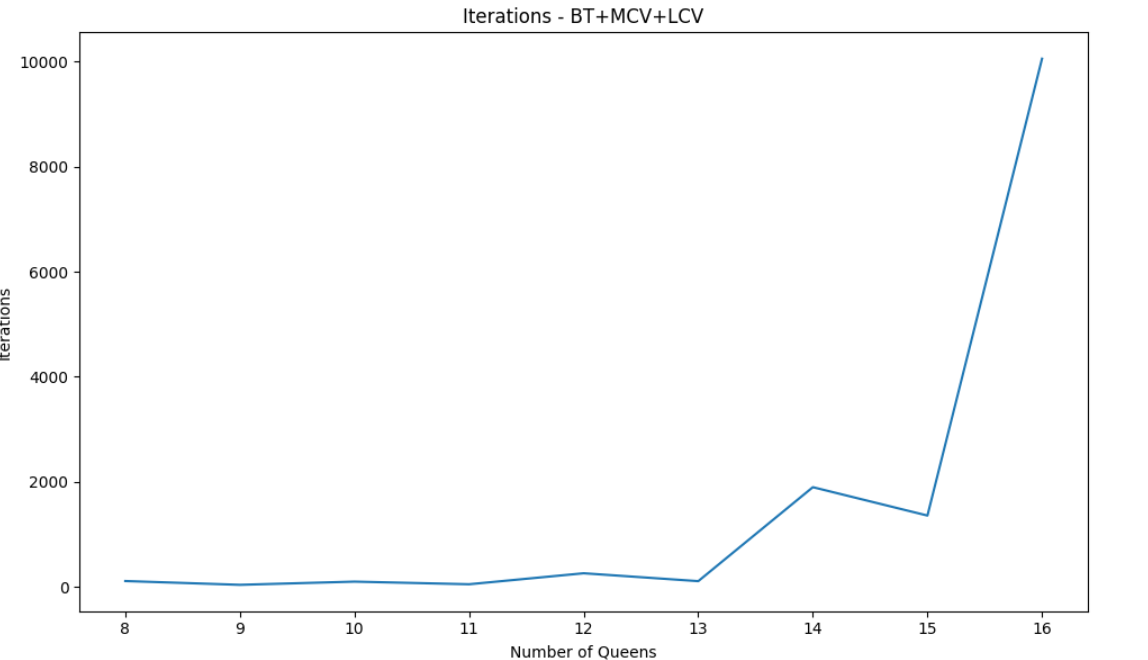 Iterations - BT+MCV+LCV
10000
8000
6000
4000
2000
0
Iterations
8 9 10 11 12 13 14 15 16
Number of Queens